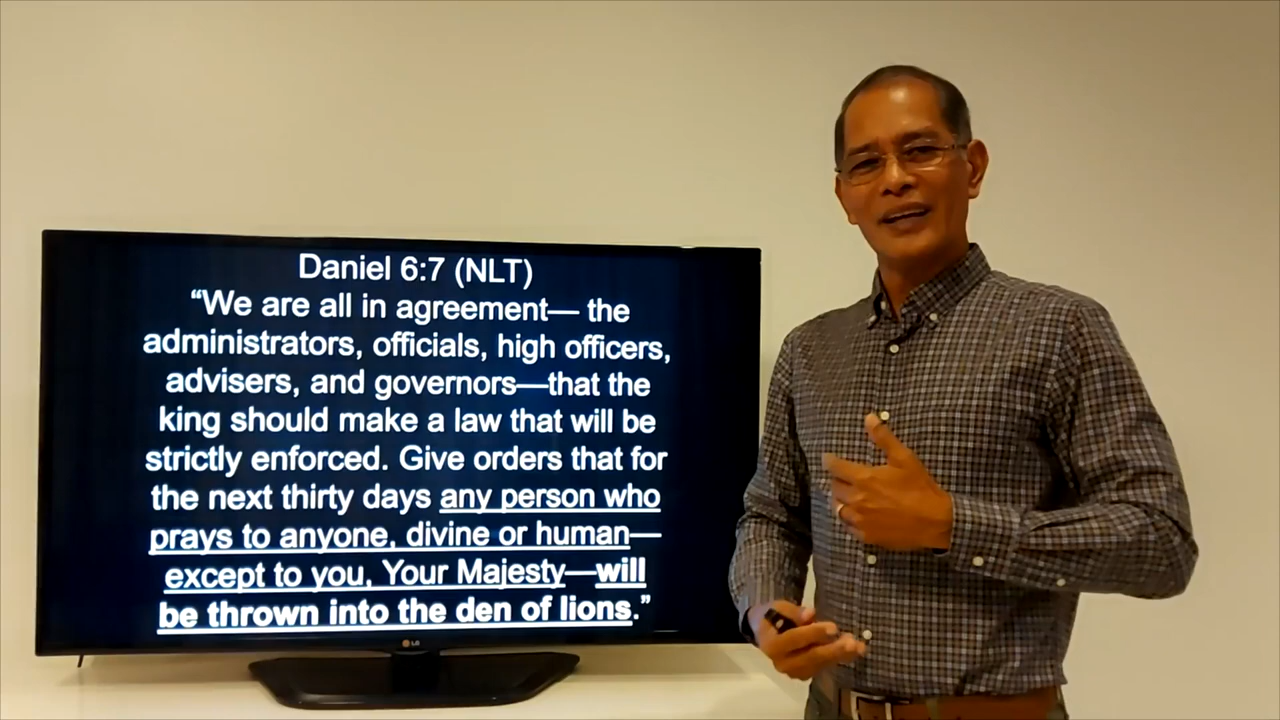 Daniel 6:7 (NLT)
“We are all in agreement— the
administrators, officials, high officers,
advisers, and governors—that the
king should make a law that will be
strictly enforced. Give orders that for
the next thirty days any person who
prays to anyone, divine or human—
except to you, Your Majesty—will
be thrown into the den of lions.”
LG